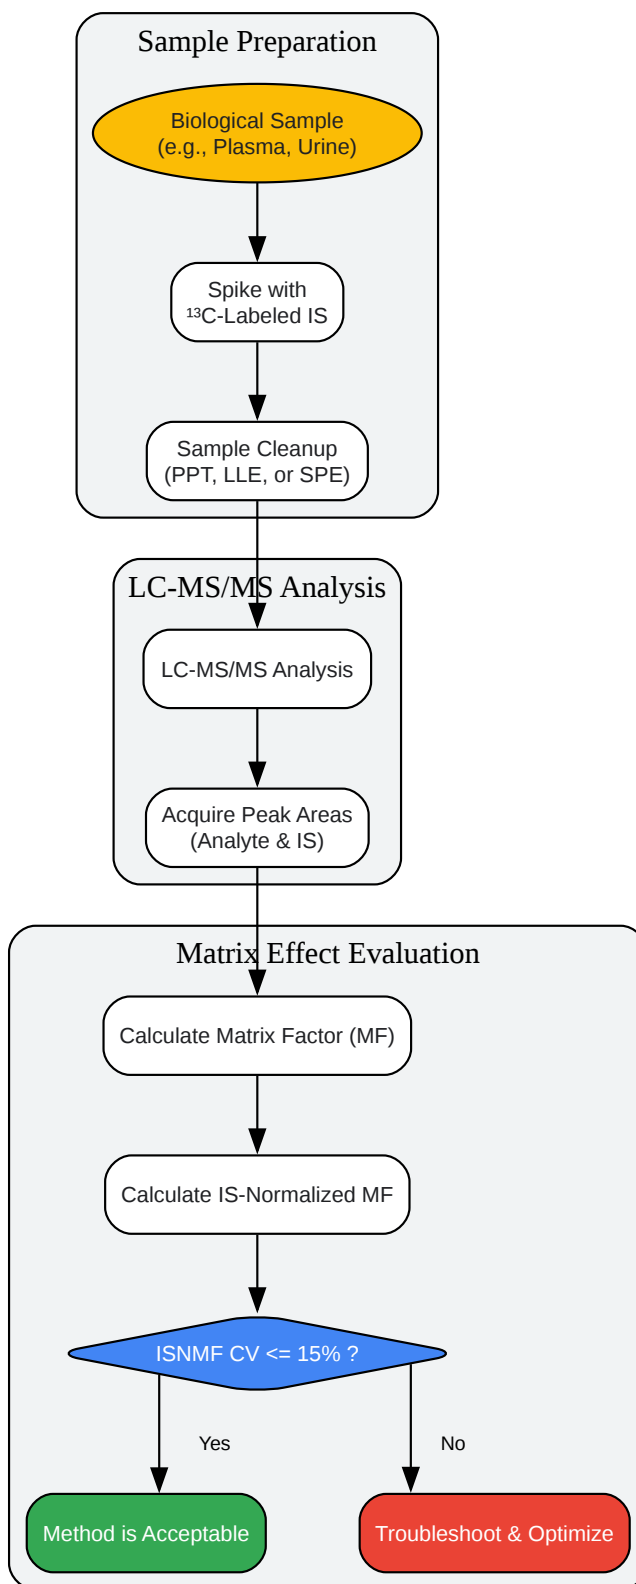 Sample Preparation
Biological Sample
(e.g., Plasma, Urine)
Spike with
¹³C-Labeled IS
Sample Cleanup
(PPT, LLE, or SPE)
LC-MS/MS Analysis
LC-MS/MS Analysis
Acquire Peak Areas
(Analyte & IS)
Matrix Effect Evaluation
Calculate Matrix Factor (MF)
Calculate IS-Normalized MF
ISNMF CV <= 15% ?
Yes
No
Method is Acceptable
Troubleshoot & Optimize